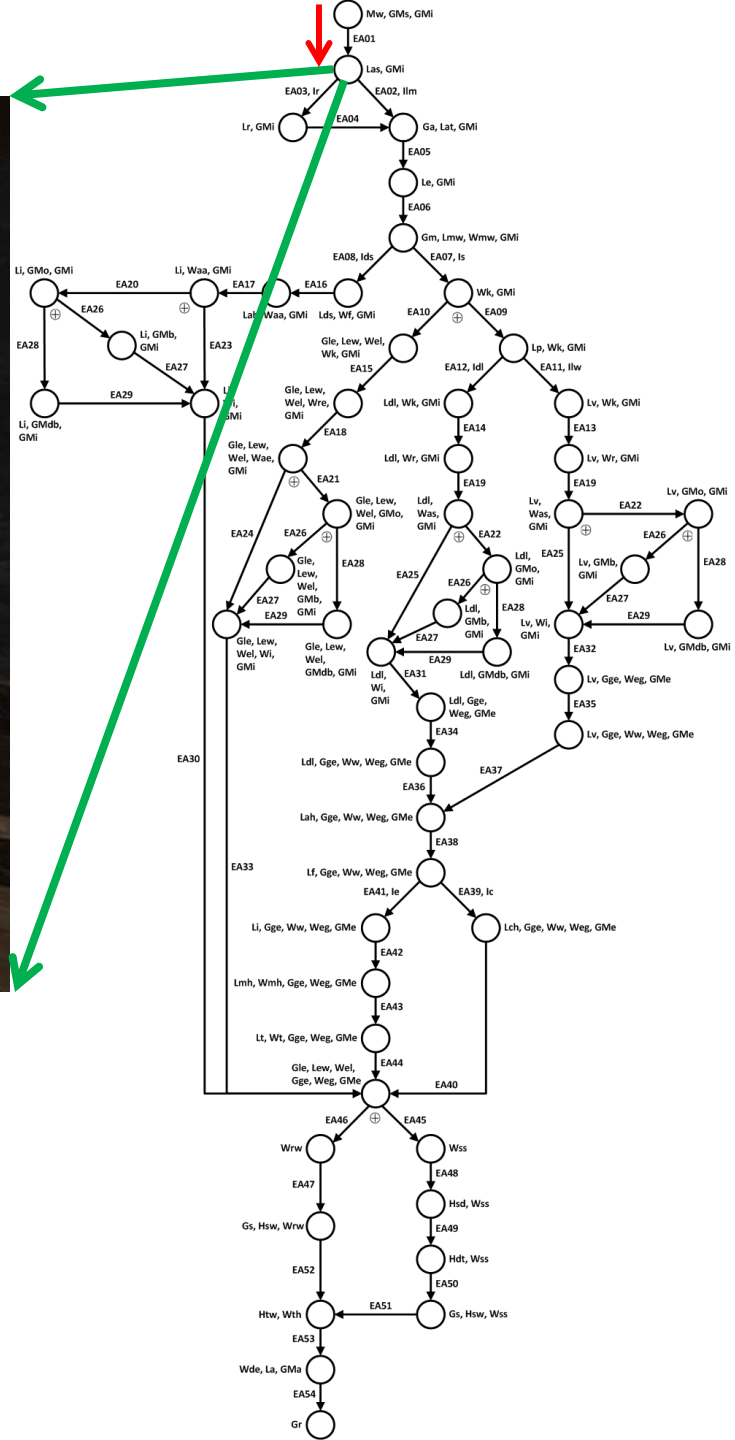 Mw, GMs, GMi
EA01
Las, GMi
EA03, Ir
EA02, Ilm
Lr, GMi
EA04
Ga, Lat, GMi
EA05
Le, GMi
EA06
Gm, Lmw, Wmw, GMi
EA08, Ids
EA07, Is
Li, GMo, GMi
EA20
Li, Waa, GMi
EA17
EA16
Waa, GMi
Lds, Wf, GMi
Wk, GMi
EA26
EA10
EA09
EA28
Li, GMb,
GMi
EA23
Gle, Lew, Wel,
Wk, GMi
Lp, Wk, GMi
EA27
EA15
EA12, Idl
EA11, Ilw
EA29
Li, GMdb,
GMi
GMi
Gle, Lew,
Wel, Wre,
GMi
Ldl, Wk, GMi
Lv, Wk, GMi
EA18
EA14
EA13
Gle, Lew,
Wel, Wae,
GMi
Ldl, Wr, GMi
Lv, Wr, GMi
EA21
EA19
EA19
Gle, Lew,
Wel, GMo,
GMi
Ldl,
Was,
GMi
Lv,
Was,
GMi
EA22
Lv, GMo, GMi
EA24
EA26
EA22
EA26
Gle,
Lew,
Wel,
GMb,
GMi
EA28
EA25
Ldl,
GMo,
GMi
EA25
Lv, GMb,
GMi
EA28
EA26
EA27
Ldl,
GMb,
GMi
EA28
EA27
EA29
EA27
EA29
Gle, Lew,
Wel, Wi,
GMi
Gle, Lew,
Wel,
GMdb, GMi
Lv, Wi,
GMi
Lv, GMdb, GMi
EA29
Ldl,
Wi,
GMi
Ldl, GMdb, GMi
EA32
EA31
Lv, Gge, Weg, GMe
Ldl, Gge,
Weg, GMe
EA35
EA34
Lv, Gge, Ww, Weg, GMe
EA30
Ldl, Gge, Ww, Weg, GMe
EA37
EA36
Lah, Gge, Ww, Weg, GMe
EA38
EA33
Lf, Gge, Ww, Weg, GMe
EA41, Ie
EA39, Ic
Li, Gge, Ww, Weg, GMe
Lch, Gge, Ww, Weg, GMe
EA42
Lmh, Wmh, Gge, Weg, GMe
EA43
Lt, Wt, Gge, Weg, GMe
EA44
Gle, Lew, Wel,
Gge, Weg, GMe
EA40
EA46
EA45
Wrw
Wss
EA47
EA48
Hsd, Wss
Gs, Hsw, Wrw
EA49
EA52
Hdt, Wss
EA50
EA51
Htw, Wth
Gs, Hsw, Wss
EA53
Wde, La, GMa
EA54
Gr